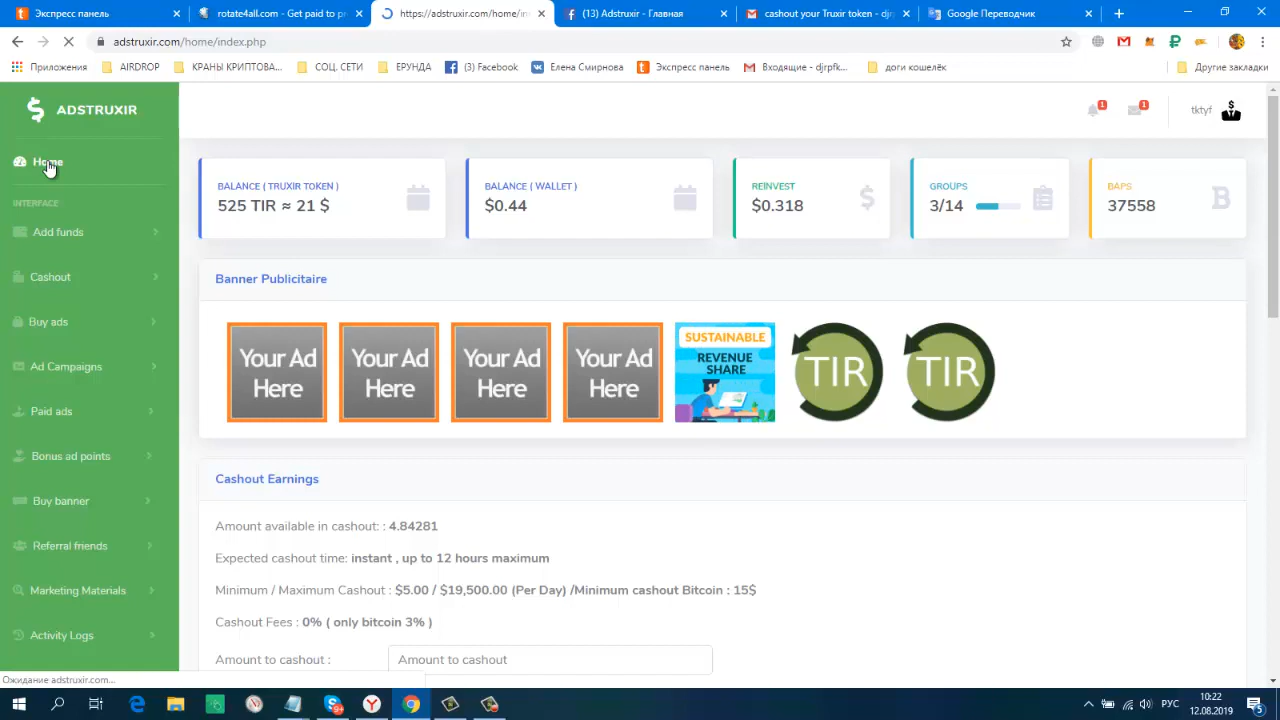 Экспресс панель
rotate4all.com - Get paid to pr
https://adstruxir.com/home/in
(13) Adstruxir - Главная
cashout your Truxir token - djr
Google Переводчик
adstruxir.com/home/index.php
Приложения
AIRDROP
КРАНЫ КРИПТОВА...
СОЦ. СЕТИ
ЕРУНДА
(3) Facebook
Елена Смирнова
Экспресс панель
Входящие - djrpfk...
доги кошелёк
Другие закладки
ADSTRUXIR
1
1
tktyf
Home
INTERFACE
Add funds
Cashout
Buy ads
Ad Campaigns
Paid ads
Bonus ad points
Buy banner
Referral friends
Marketing Materials
Activity Logs
BALANCE ( TRUXIR TOKEN )
525 TIR ≈ 21 $
BALANCE ( WALLET )
$0.44
REINVEST
$0.318
GROUPS
3/14
BAPS
37558
Banner Publicitaire
Your Ad
Here
Your Ad
Here
Your Ad
Here
Your Ad
Here
SUSTAINABLE
REVENUE
SHARE
TIR
TIR
Cashout Earnings
Amount available in cashout: : 4.84281
Expected cashout time: instant , up to 12 hours maximum
Minimum / Maximum Cashout : $5.00 / $19,500.00 (Per Day) /Minimum cashout Bitcoin : 15$
Cashout Fees : 0% ( only bitcoin 3% )
Amount to cashout :
Amount to cashout
Ожидание adstruxir.com...
РУС
10:22
12.08.2019